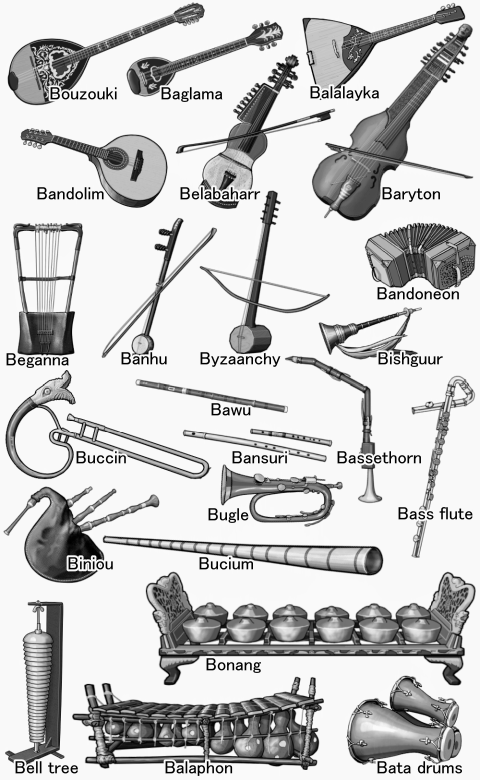 Bouzouki
Baglama
Balalayka
Bandolim
Belabaharr
Baryton
Bandoneon
Beganna
Banhu
Byzaanchy
Bishguur
Bawu
Buccin
Bansuri
Bassethorn
Bugle
Bass flute
Biniou
Bucium
Bonang
Bell tree
Balaphon
Bata drums